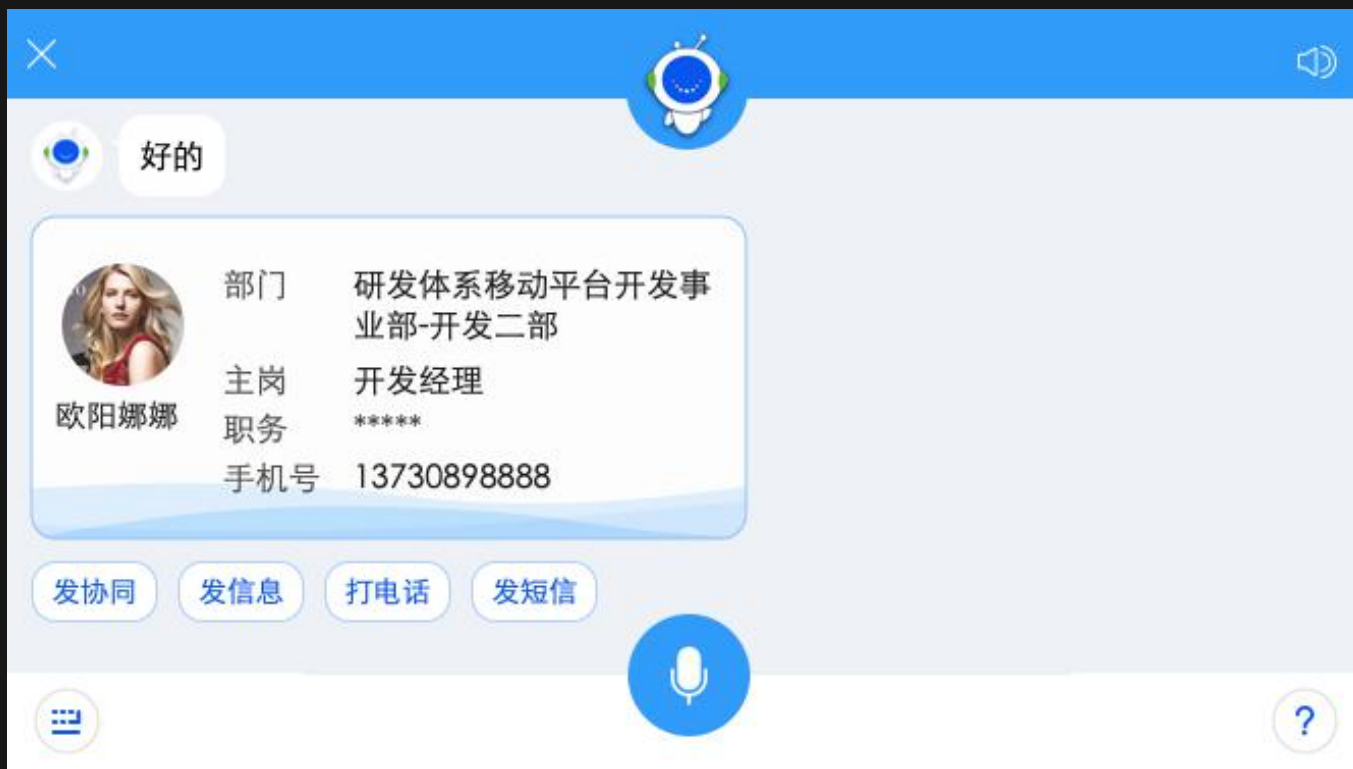 好的
部门
研发体系移动平台开发事
业部-开发二部
主岗
开发经理
欧阳娜娜
职务
*****
手机号
13730898888
发协同
发信息
打电话
发短信
?